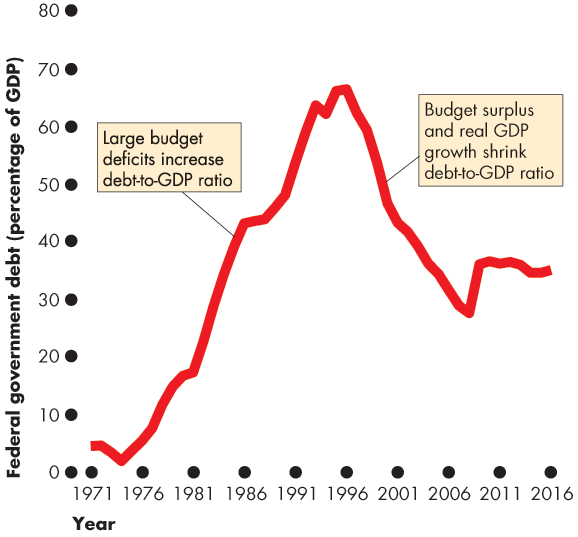 Federal government debt (percentage of GDP)
80
70
60
50
40
30
20
10
0
Large budget
deficits increase
debt-to-GDP ratio
Budget surplus
and real GDP
growth shrink
debt-to-GDP ratio
1971 1976 1981 1986 1991 1996 2001 2006 2011 2016
Year